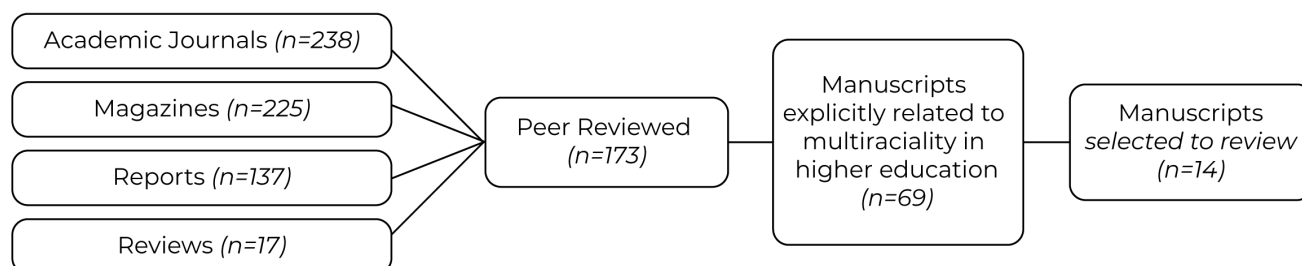 Academic Journals (n=238)
Magazines (n=225)
Reports (n=137)
Reviews (n=17)
Peer Reviewed
(n=173)
Manuscripts
explicitly related to
multiraciality in
higher education
(n=69)
Manuscripts
selected to review
(n=14)